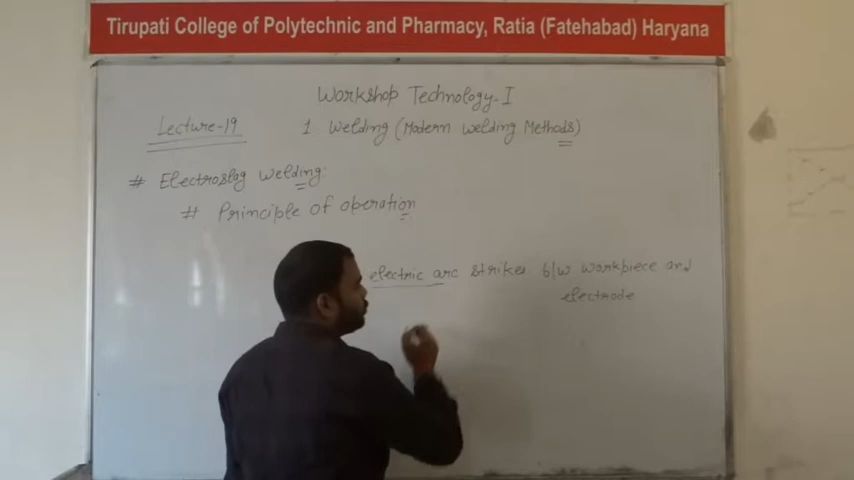 Tirupati College of Polytechnic and Pharmacy, Ratia (Fatehabad) Haryana
Workshop Technology-I
Lecture-19
1 Welding (Modern welding Methods)
# Electroslag welding:
# Principle of operation
electric arc strikes b/w workpiece and
electrode